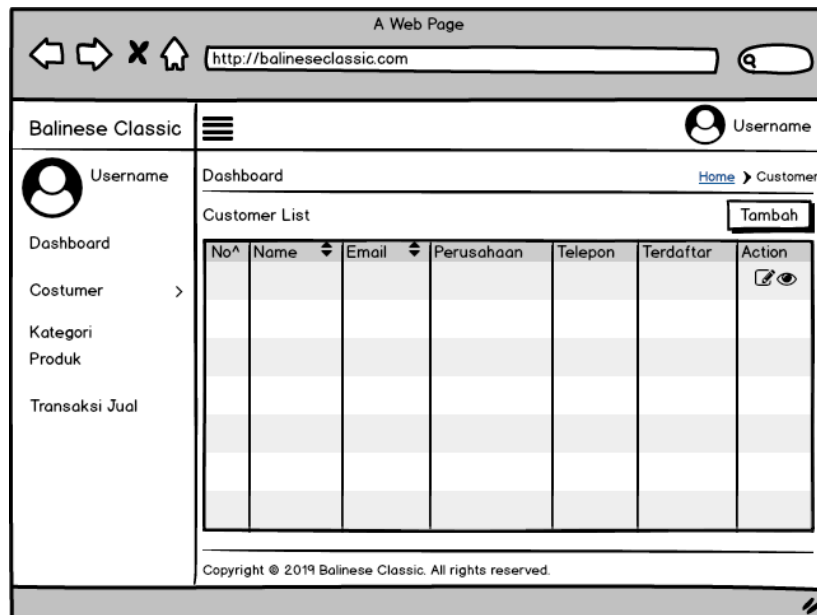 A Web Page
http://balineseclassic.com
Balinese Classic
Username
Username
Dashboard
Costumer
Kategori
Produk
Transaksi Jual
Dashboard
Home ❯ Customer
Customer List
Tambah
No^ Name Email Perusahaan Telepon Terdaftar Action
Copyright © 2019 Balinese Classic. All rights reserved.